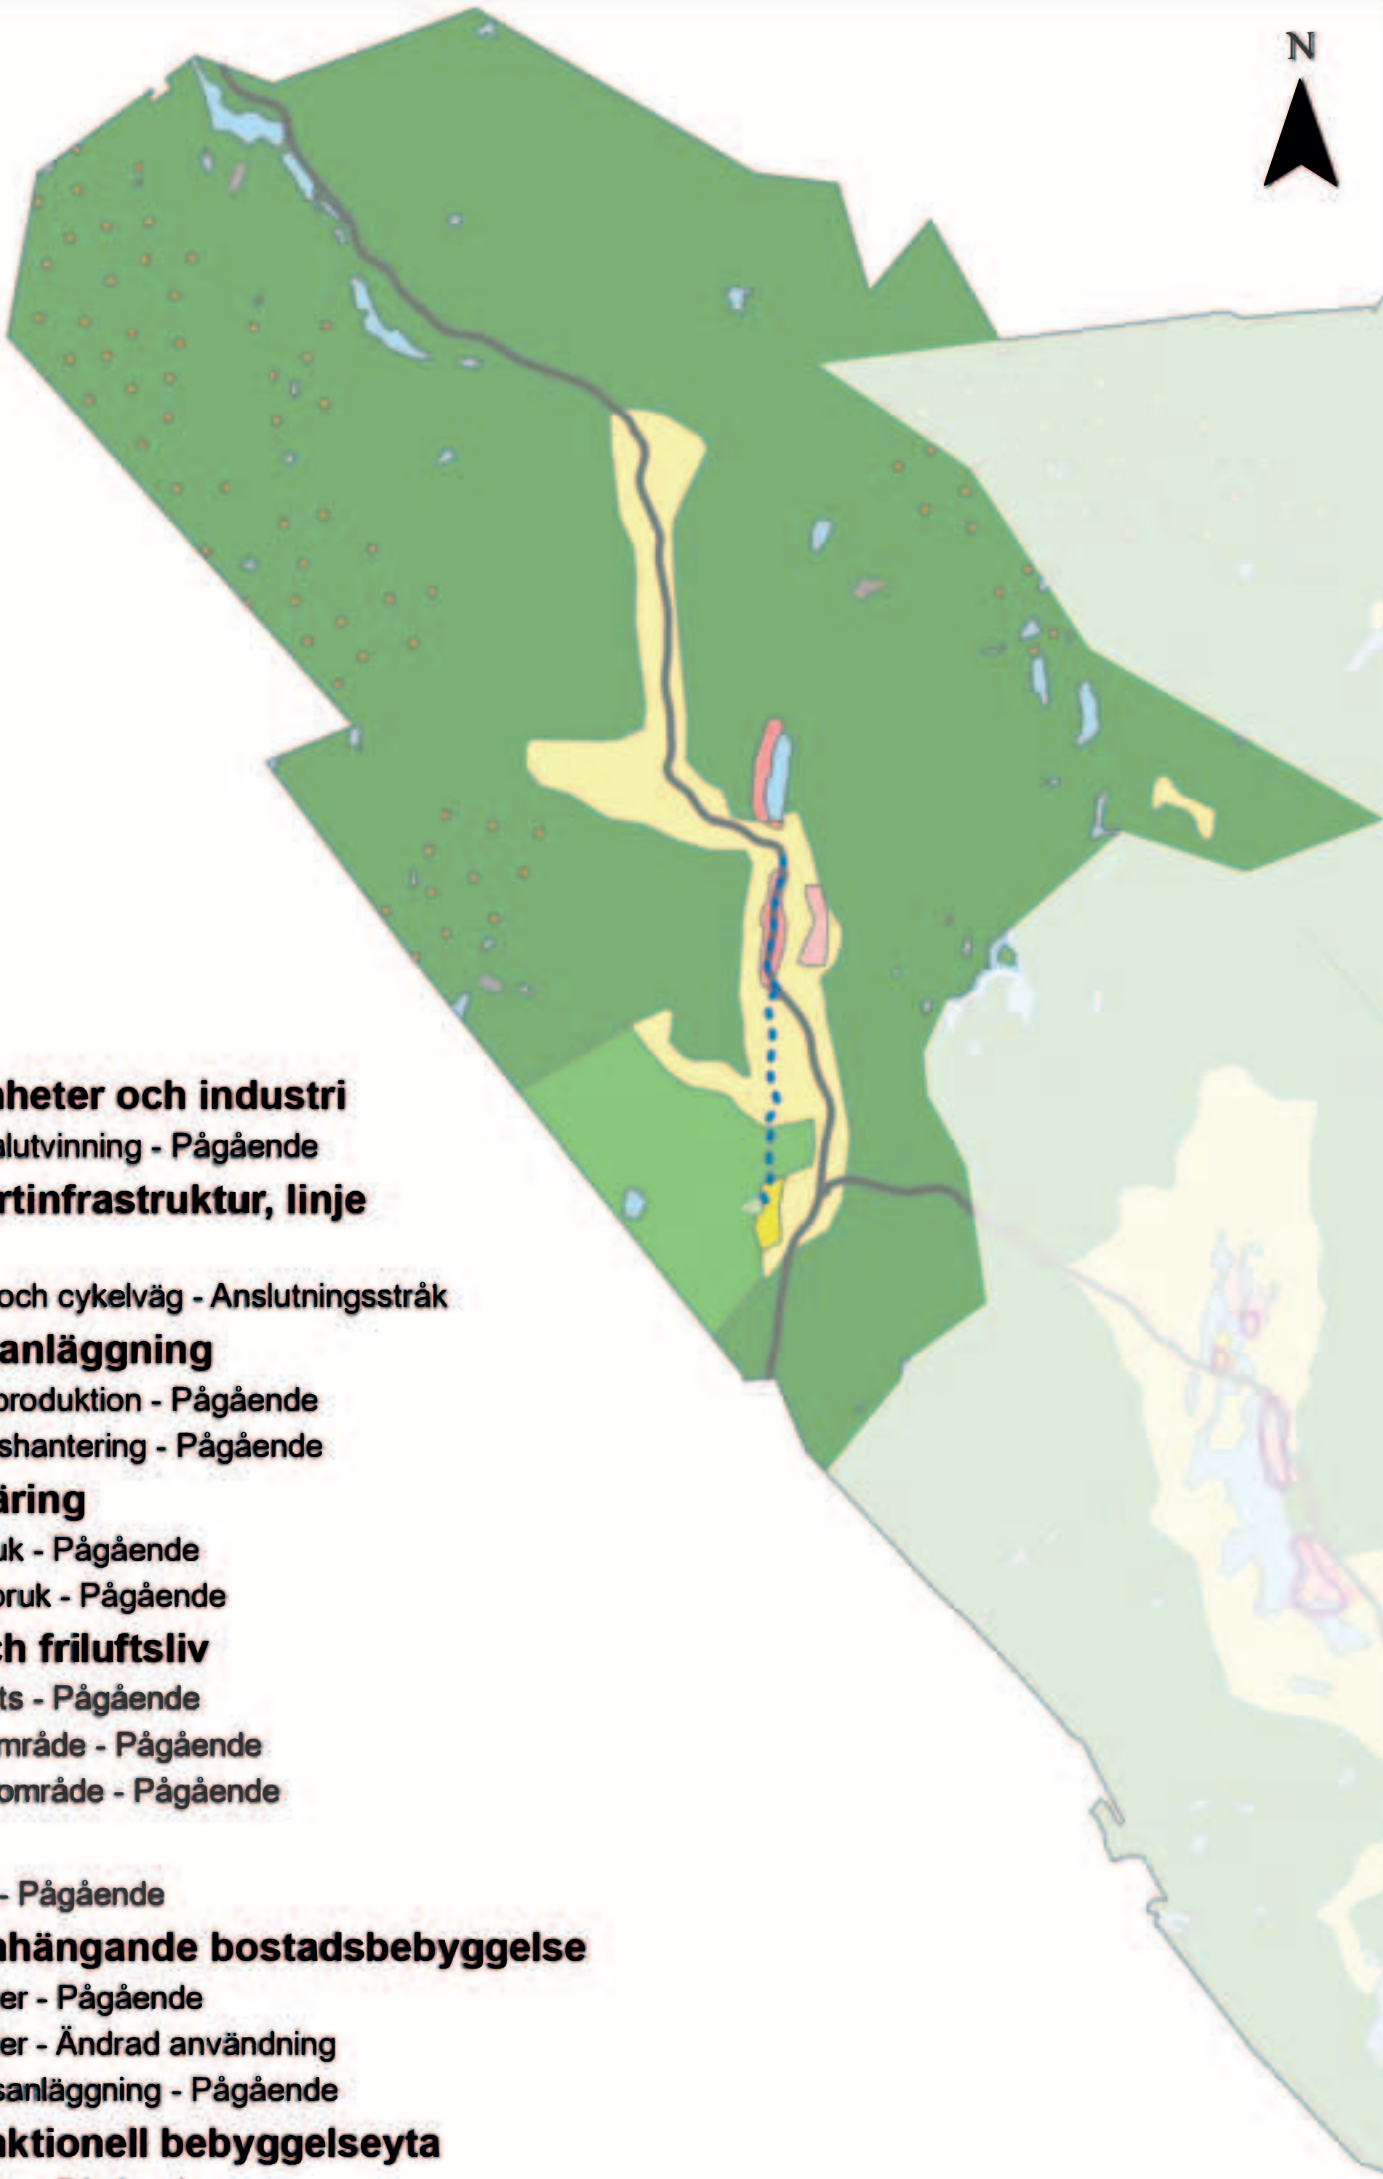 N
nheter och industri
alutvinning - Pågående
rtinfrastruktur, linje
och cykelväg - Anslutningsstråk
anläggning
produktion - Pågående
shantering - Pågående
äring
uk - Pågående
bruk - Pågående
ch friluftsliv
ts - Pågående
mråde - Pågående
område - Pågående
- Pågående
nhängande bostadsbebyggelse
er - Pågående
er - Ändrad användning
sanläggning - Pågående
nktionell bebyggelseyta